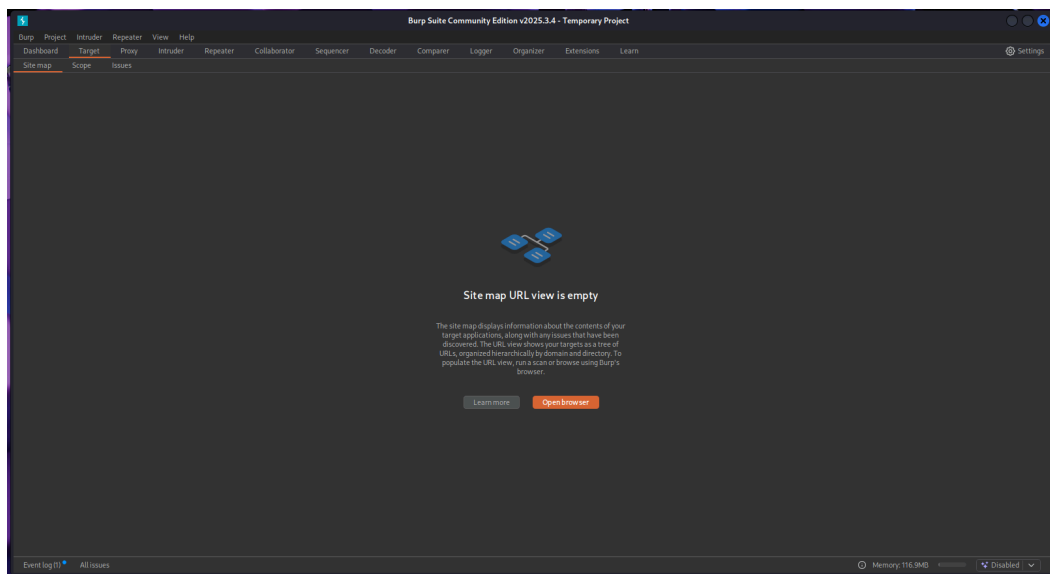 Burp Suite Community Edition v2025.3.4 - Temporary Project
Burp Project Intruder Repeater View Help
Dashboard Target Proxy Intruder Repeater Collaborator Sequencer Decoder Comparer Logger Organizer Extensions Learn Settings
Site map Scope Issues
Site map URL view is empty
The site map displays information about the contents of your
target applications, along with any issues that have been
discovered. The URL view shows your targets as a tree of
URLs, organized hierarchically by domain and directory. To
populate the URL view, run a scan or browse using Burp's
browser.
Learn more Open browser
Event log (1) All issues Memory: 116.9MB Disabled